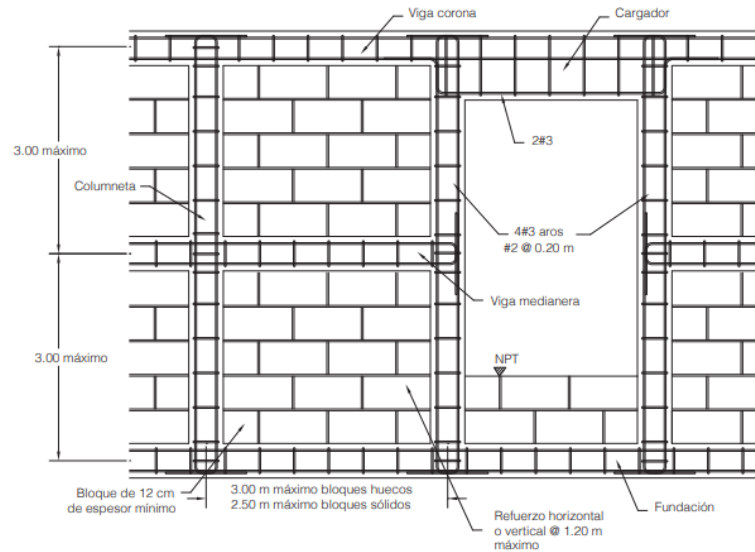 Viga corona
Cargador
3.00 máximo
2#3
Columneta
4#3 aros
#2 @ 0.20 m
Viga medianera
3.00 máximo
NPT
Bloque de 12 cm
de espesor mínimo
3.00 m máximo bloques huecos
2.50 m máximo bloques sólidos
Refuerzo horizontal
o vertical @ 1.20 m
máximo
Fundación